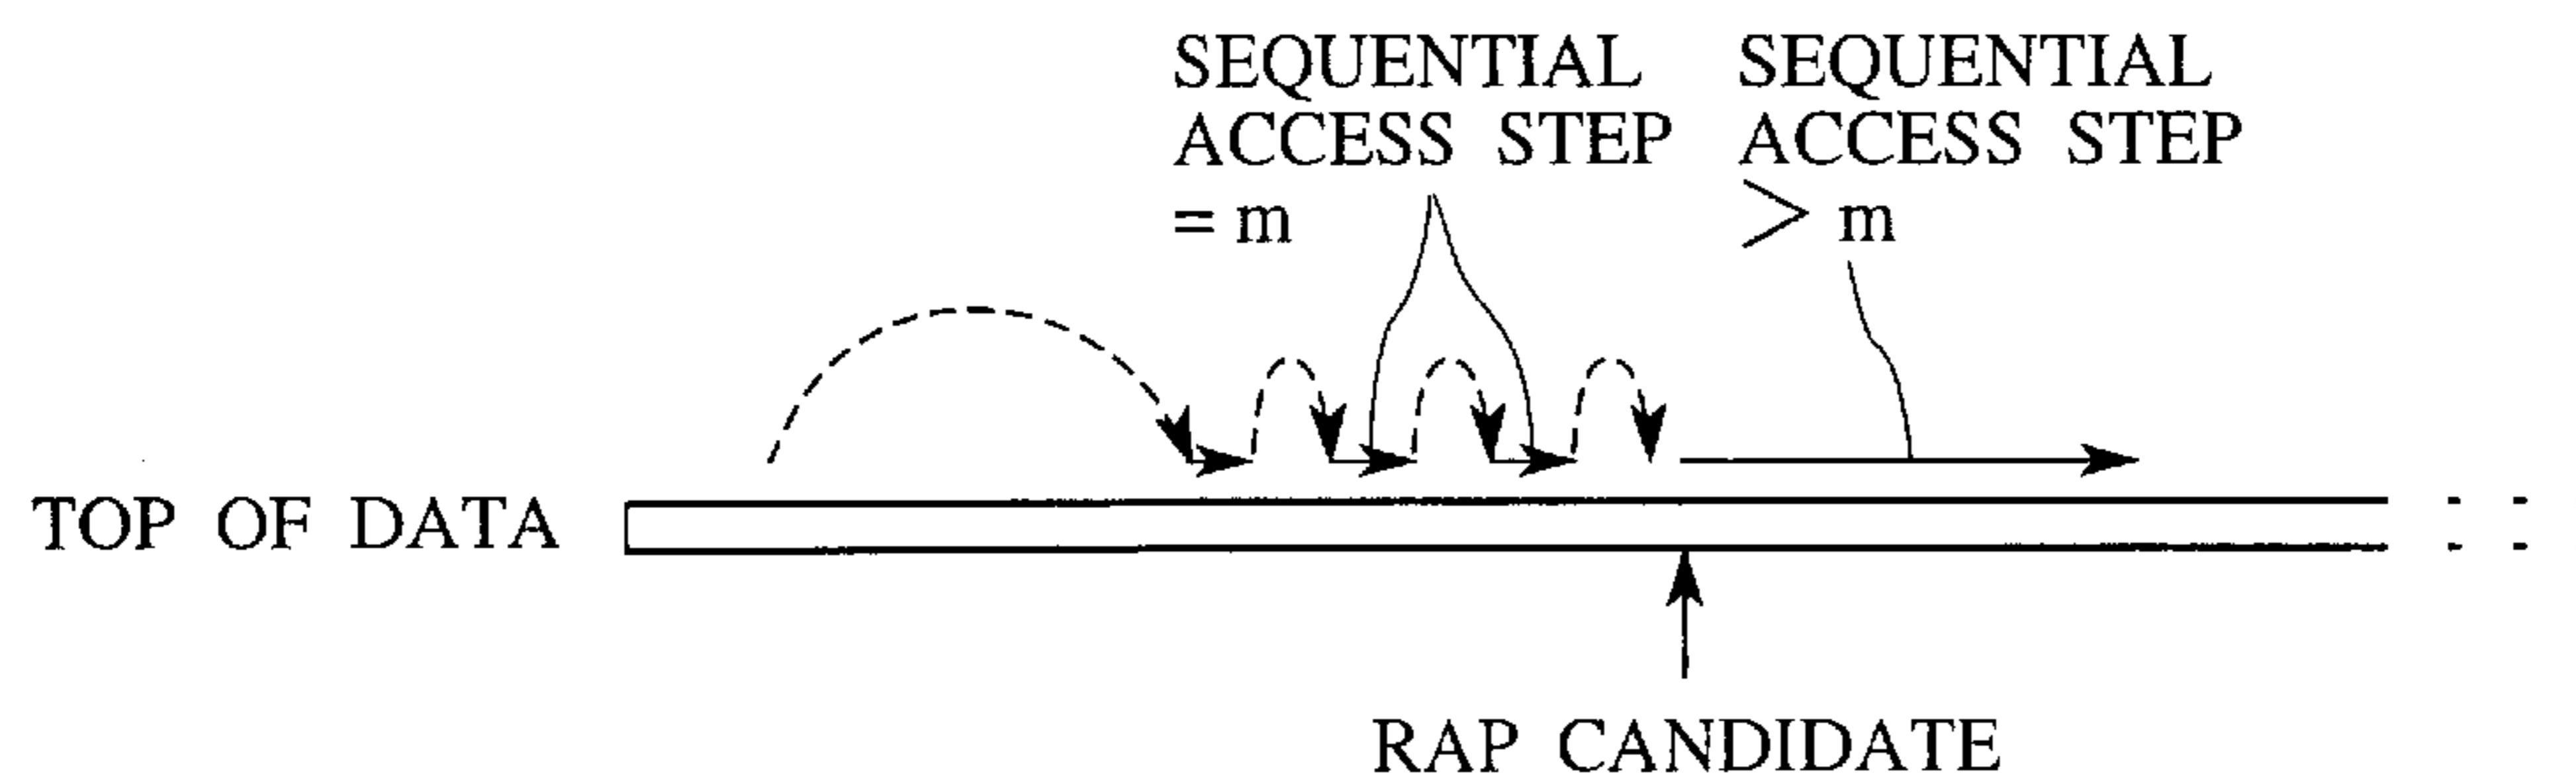 SEQUENTIAL
ACCESS STEP
= m
SEQUENTIAL
ACCESS STEP
> m
TOP OF DATA
RAP CANDIDATE